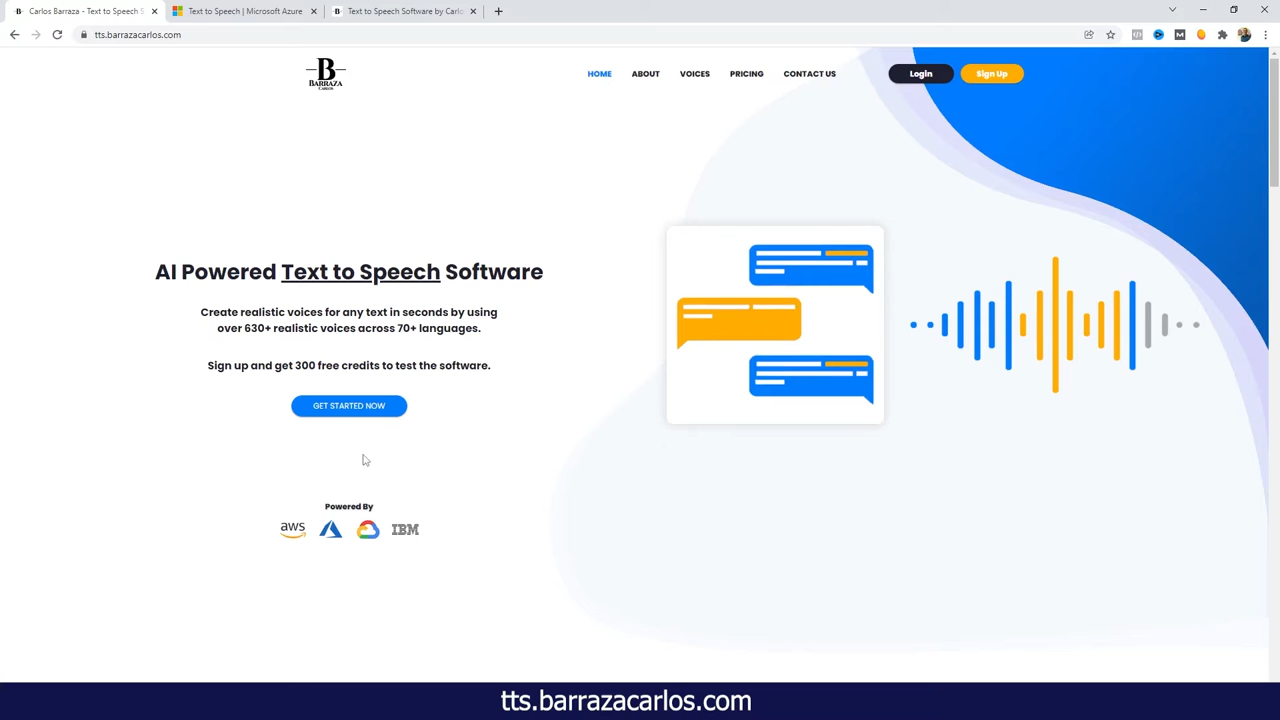 Carlos Barraza - Text to Speech S
Text to Speech | Microsoft Azure
Text to Speech Software by Carlo
tts.barrazacarlos.com
B
BARRAZA
CARLOS
HOME
ABOUT
VOICES
PRICING
CONTACT US
Login
Sign Up
AI Powered Text to Speech Software
Create realistic voices for any text in seconds by using
over 630+ realistic voices across 70+ languages.
Sign up and get 300 free credits to test the software.
GET STARTED NOW
Powered By
aws
IBM
tts.barrazacarlos.com